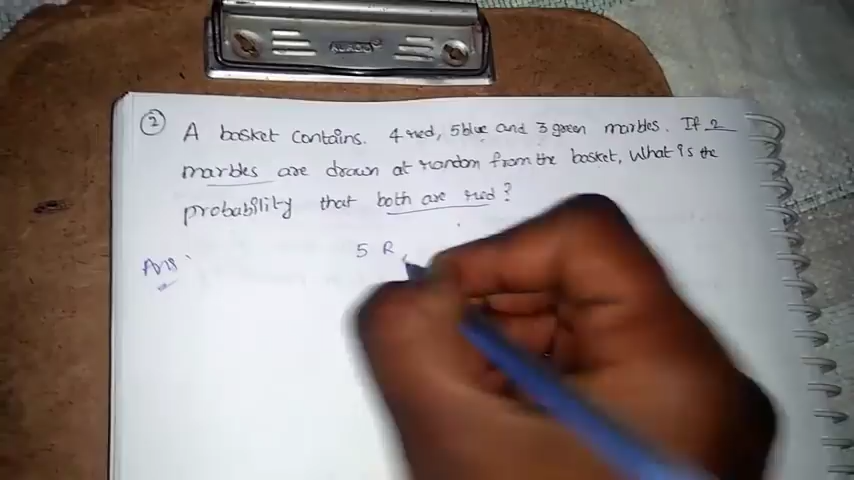 ② A basket contains. 4 red, 5 blue and 3 green marbles. If 2
marbles are drawn at random from the basket, What is the
probability that both are red?
Ans:
5 R